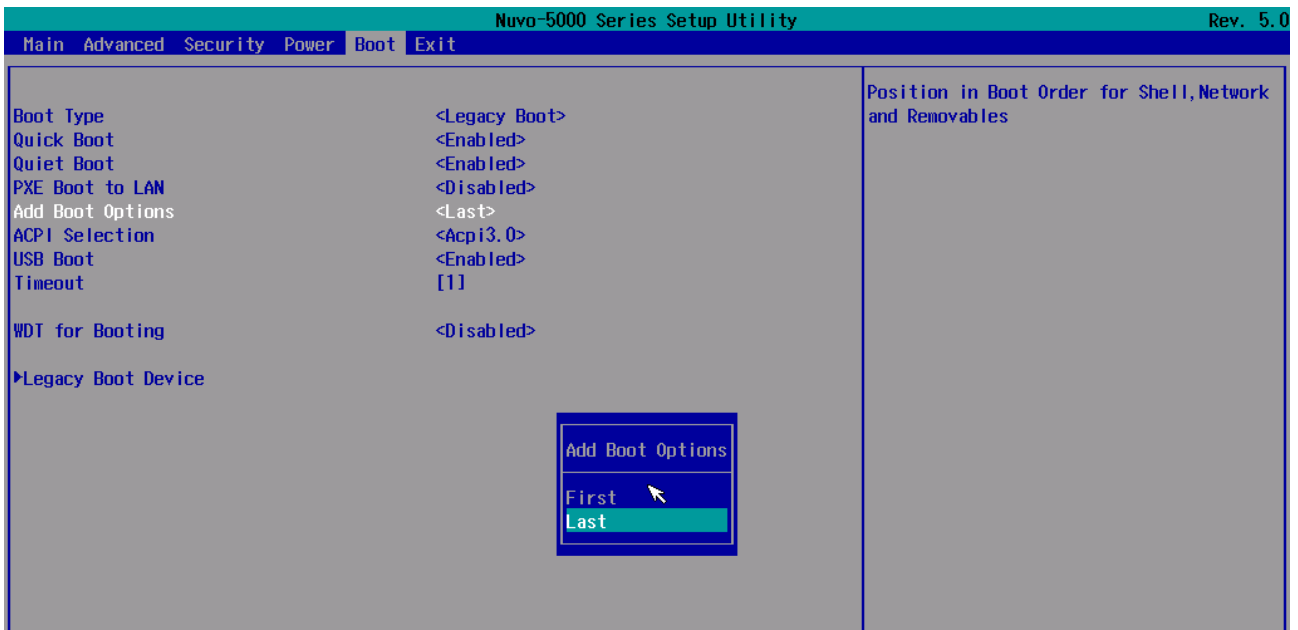 Nuvo-5000 Series Setup Utility Rev. 5.0
Main Advanced Security Power Boot Exit
Position in Boot Order for Shell,Network
and Removables
Boot Type <Legacy Boot>
Quick Boot <Enabled>
Quiet Boot <Enabled>
PXE Boot to LAN <Disabled>
Add Boot Options <Last>
ACPI Selection <Acpi3.0>
USB Boot <Enabled>
Timeout [1]
WDT for Booting <Disabled>
▶Legacy Boot Device
Add Boot Options
First
Last